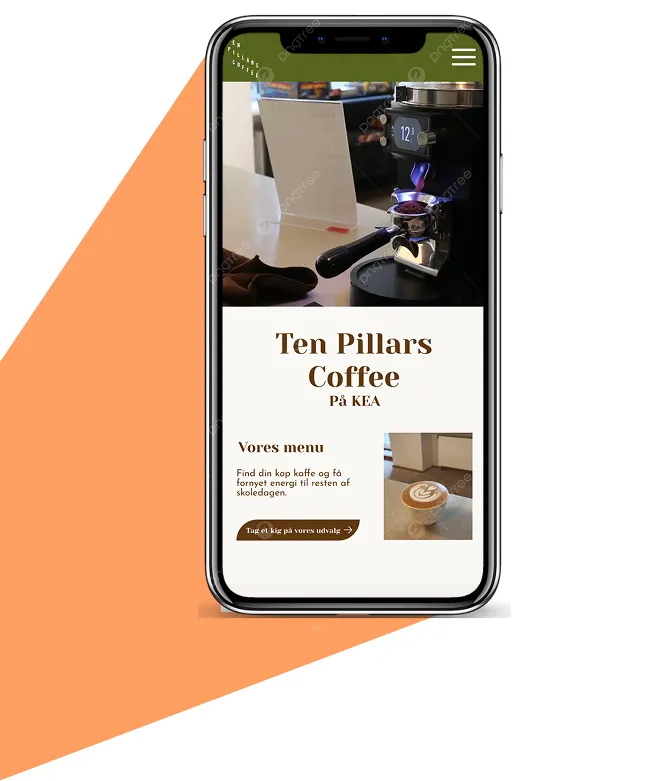 TEN
PILLARS
COFFEE
12
Ten Pillars
Coffee
På KEA
Vores menu
Find din kop kaffe og få
fornyet energi til resten af
skoledagen.
Tag et kig på vores udvalg
pngtree